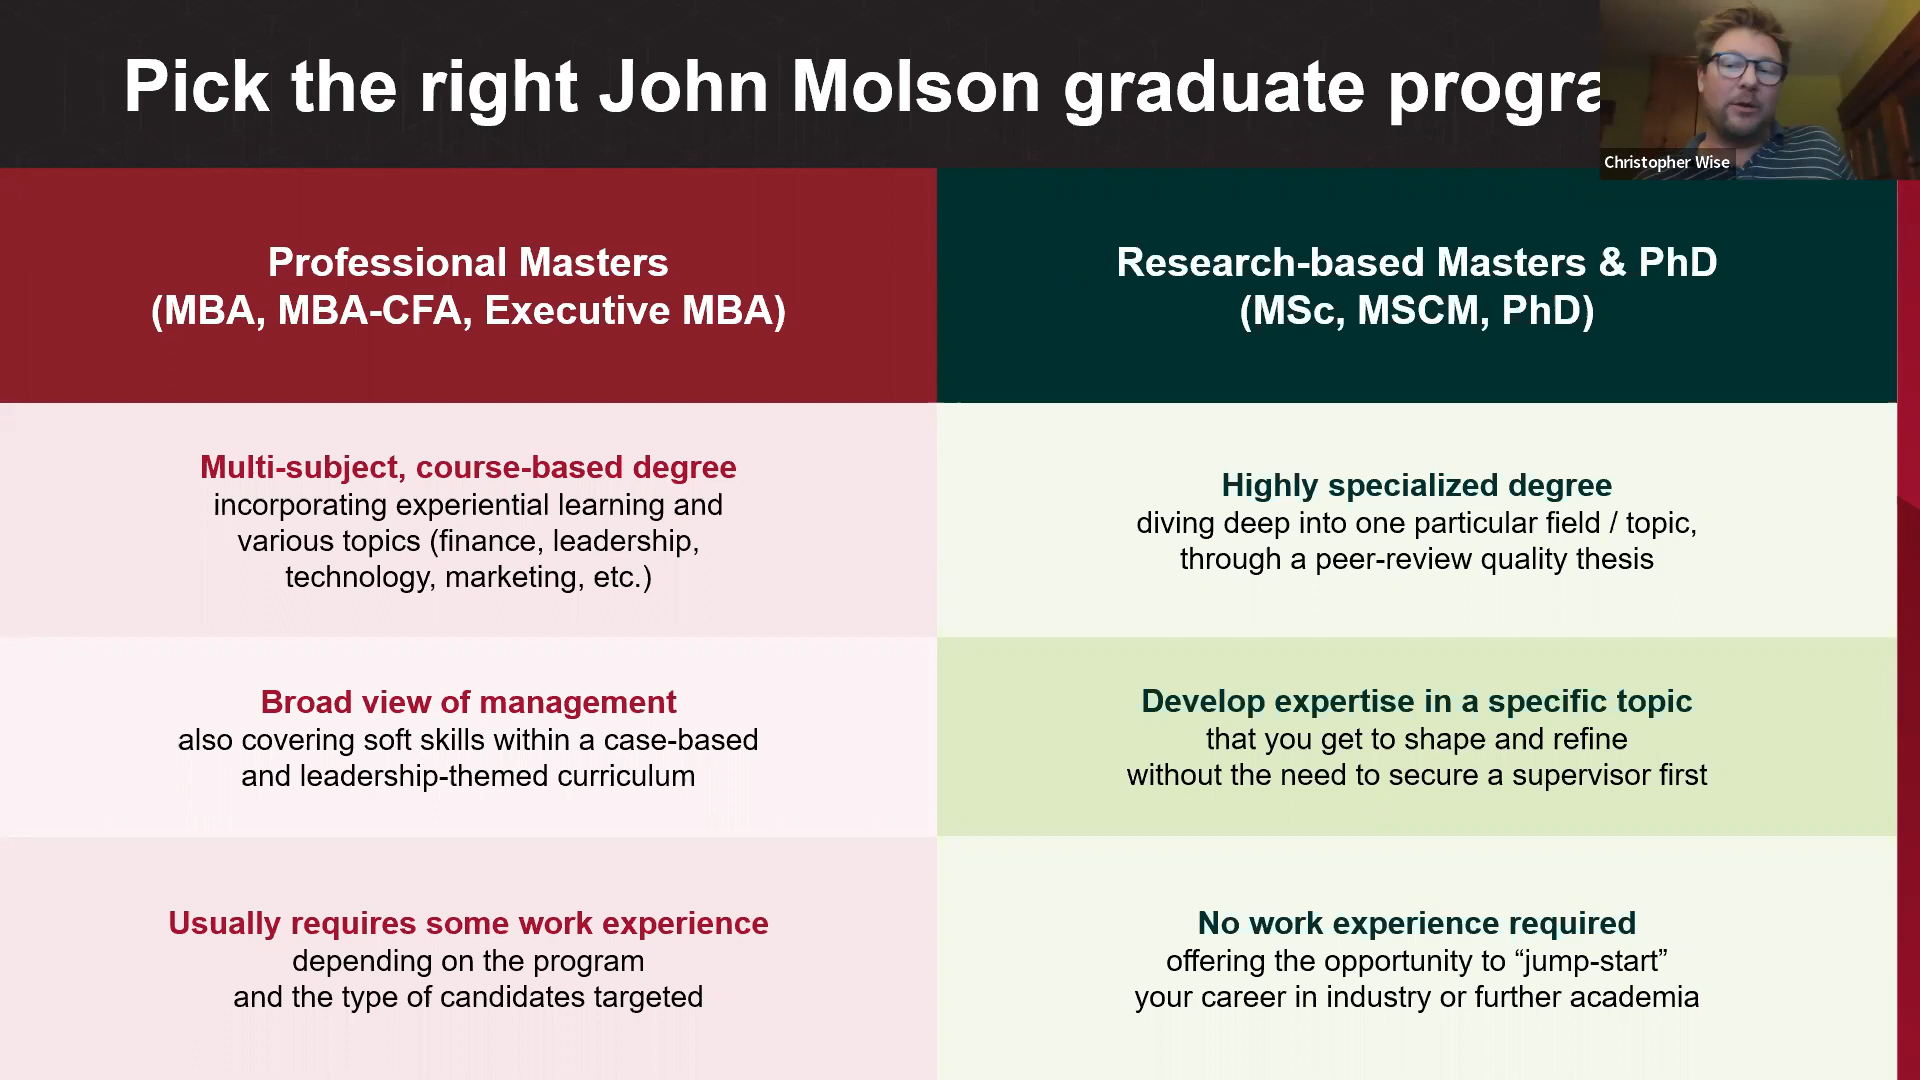 Pick the right John Molson graduate progra
Christopher Wise
Professional Masters
(MBA, MBA-CFA, Executive MBA)
Research-based Masters & PhD
(MSc, MSCM, PhD)
Multi-subject, course-based degree
incorporating experiential learning and
various topics (finance, leadership,
technology, marketing, etc.)
Highly specialized degree
diving deep into one particular field / topic,
through a peer-review quality thesis
Broad view of management
also covering soft skills within a case-based
and leadership-themed curriculum
Develop expertise in a specific topic
that you get to shape and refine
without the need to secure a supervisor first
Usually requires some work experience
depending on the program
and the type of candidates targeted
No work experience required
offering the opportunity to “jump-start”
your career in industry or further academia